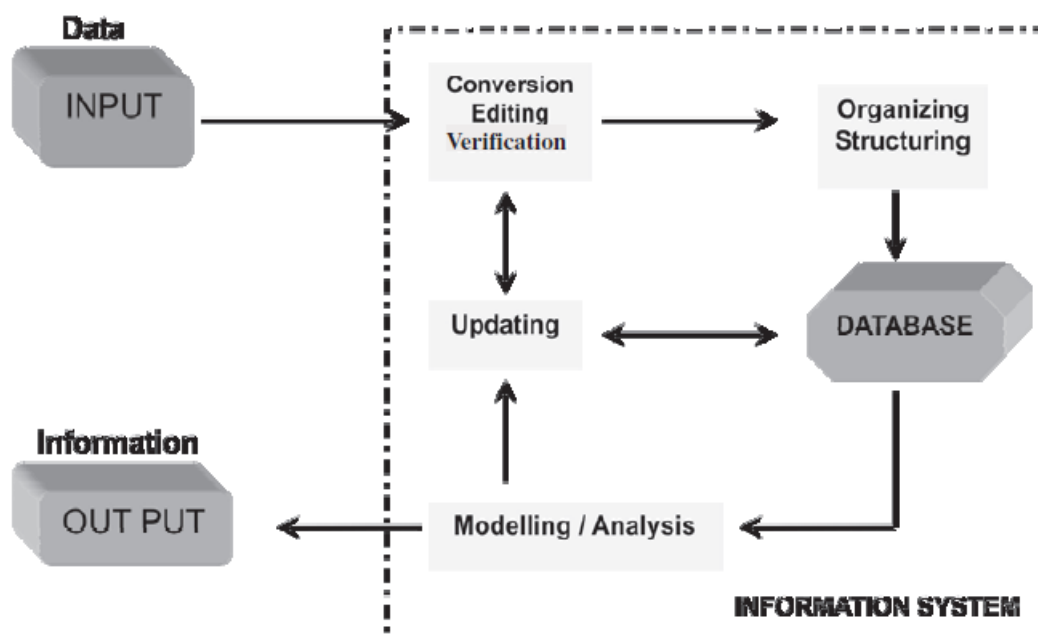 Data
INPUT
Conversion
Editing
Verification
Organizing
Structuring
Updating
DATABASE
Information
OUT PUT
Modelling / Analysis
INFORMATION SYSTEM